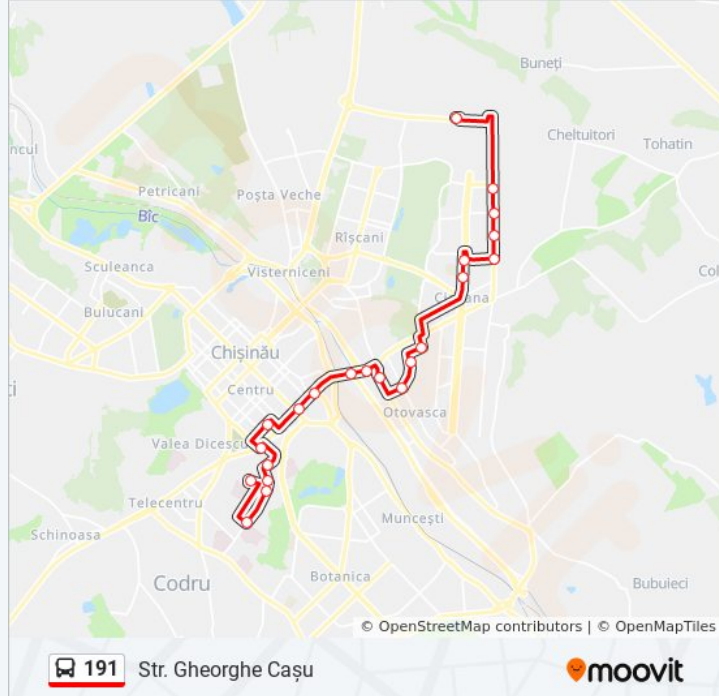 Bunești
Cheltuitori
Tohatin
ncul
Petricani
Poșta Veche
Bîc
Rîșcani
Sculeanca
Visterniceni
Col
Bulucani
Chișinău
ci
Centru
Otovasca
Valea Dicescu
Telecentru
Muncești
Schinoasa
Codru
Botanica
Bubuieci
© OpenStreetMap contributors | © OpenMapTiles
191 Str. Gheorghe Cașu
moovit